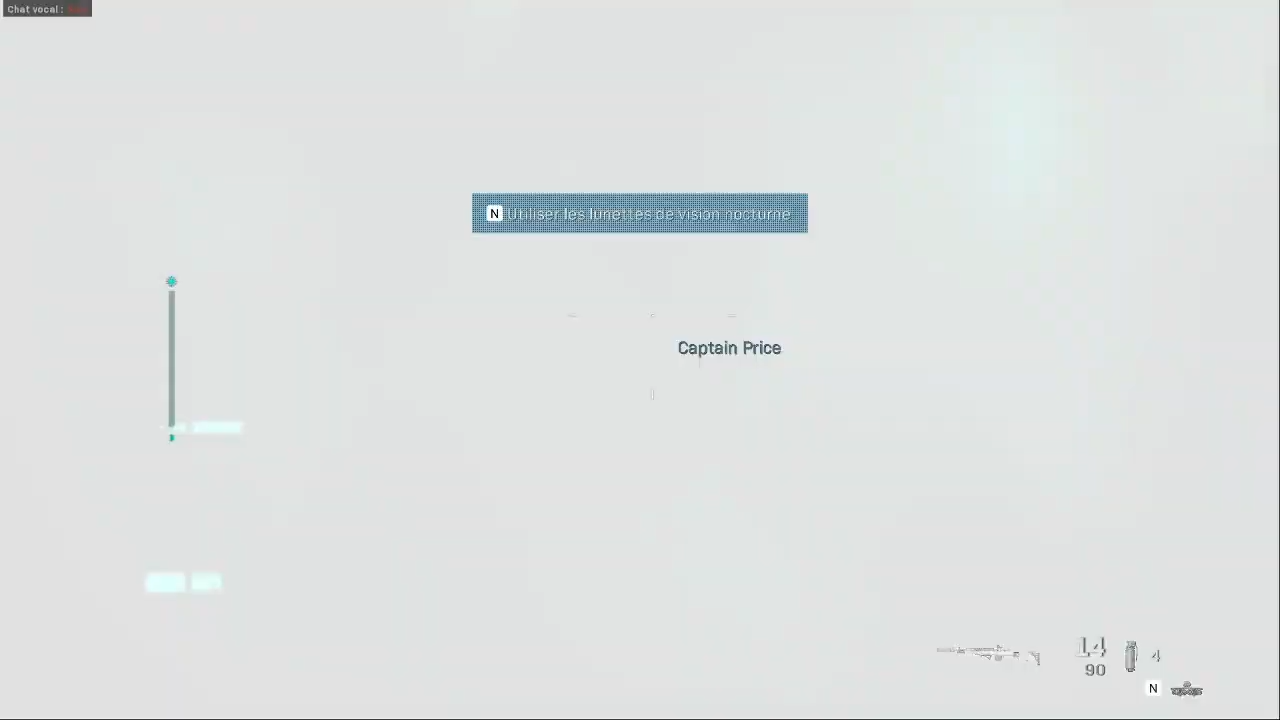 Chat vocal :
N Utiliser les lunettes de vision nocturne
Captain Price
14
90
4
N